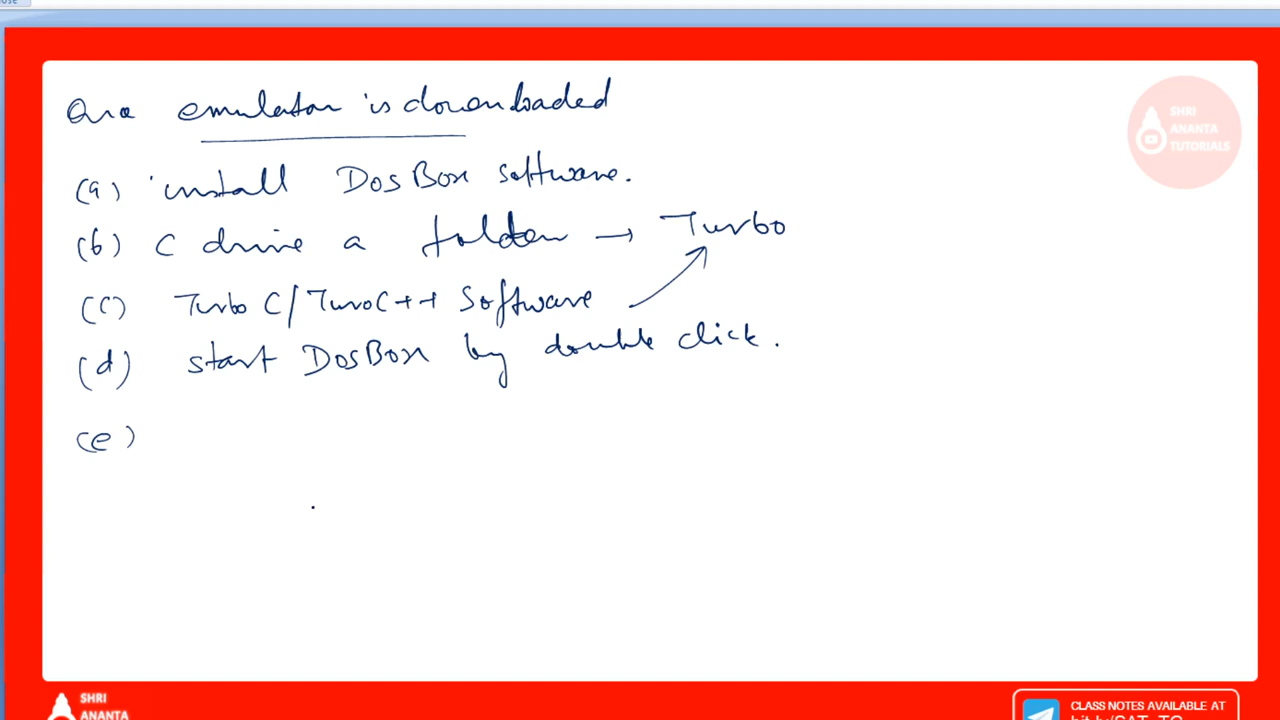 One emulator is downloaded
(a) install DosBox software.
(b) C drive a folder → Turbo
(c) Turbo C/TuroC++ Software
(d) start DosBox by double click.
(e)
SHRI
ANANTA
TUTORIALS
SHRI
ANANTA
CLASS NOTES AVAILABLE AT